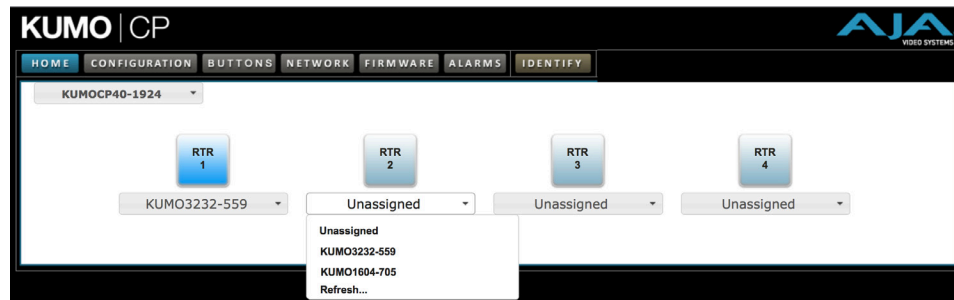 KUMO | CP
AJA
VIDEO SYSTEMS
HOME CONFIGURATION BUTTONS NETWORK FIRMWARE ALARMS IDENTIFY
KUMOCP40-1924
RTR RTR RTR RTR
1 2 3 4
KUMO3232-559 Unassigned Unassigned Unassigned
Unassigned
KUMO3232-559
KUMO1604-705
Refresh...